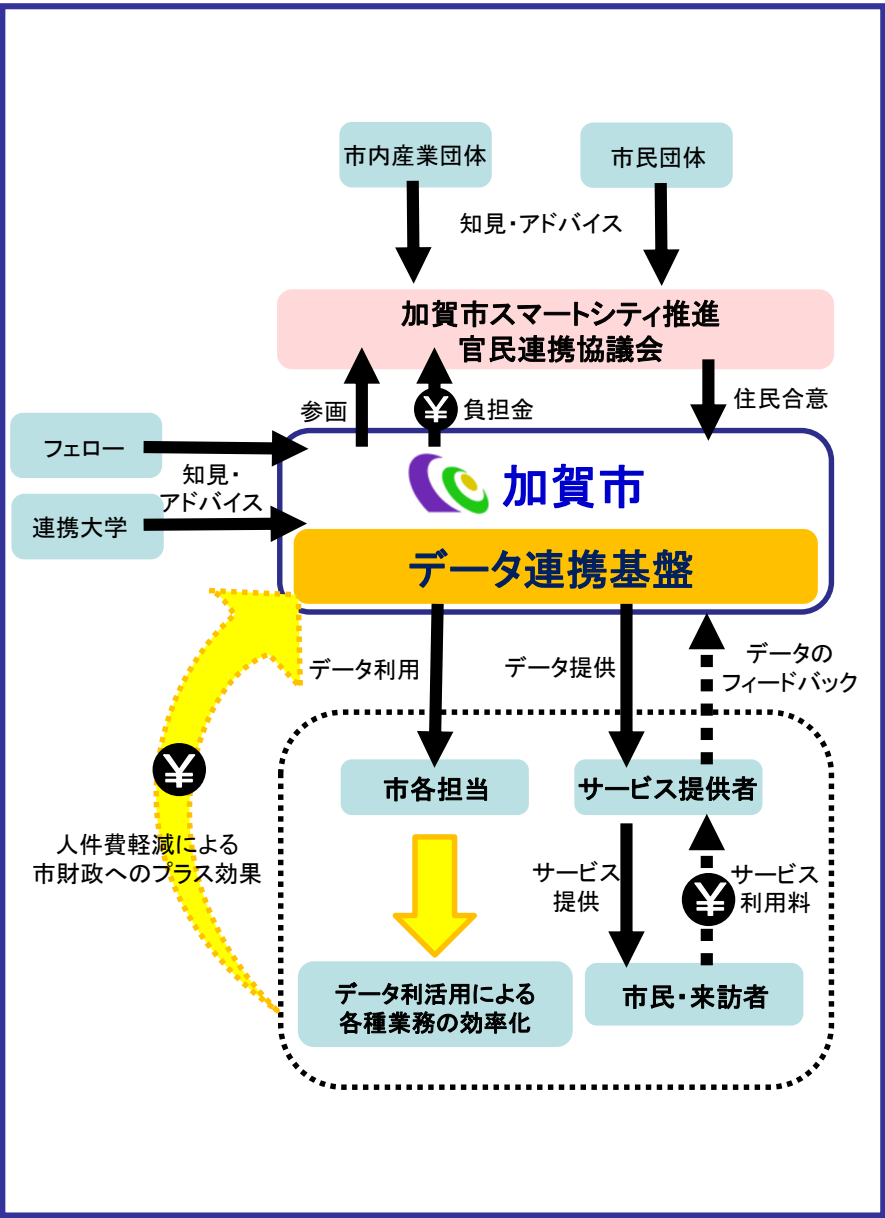 市内産業団体
市民団体
知見・アドバイス
加賀市スマートシティ推進
官民連携協議会
参画
¥
負担金
住民合意
フェロー
知見・
アドバイス
連携大学
加賀市
データ連携基盤
データ利用
データ提供
データの
フィードバック
¥
人件費軽減による
市財政へのプラス効果
市各担当
サービス提供者
サービス
提供
¥
サービス
利用料
データ利活用による
各種業務の効率化
市民・来訪者